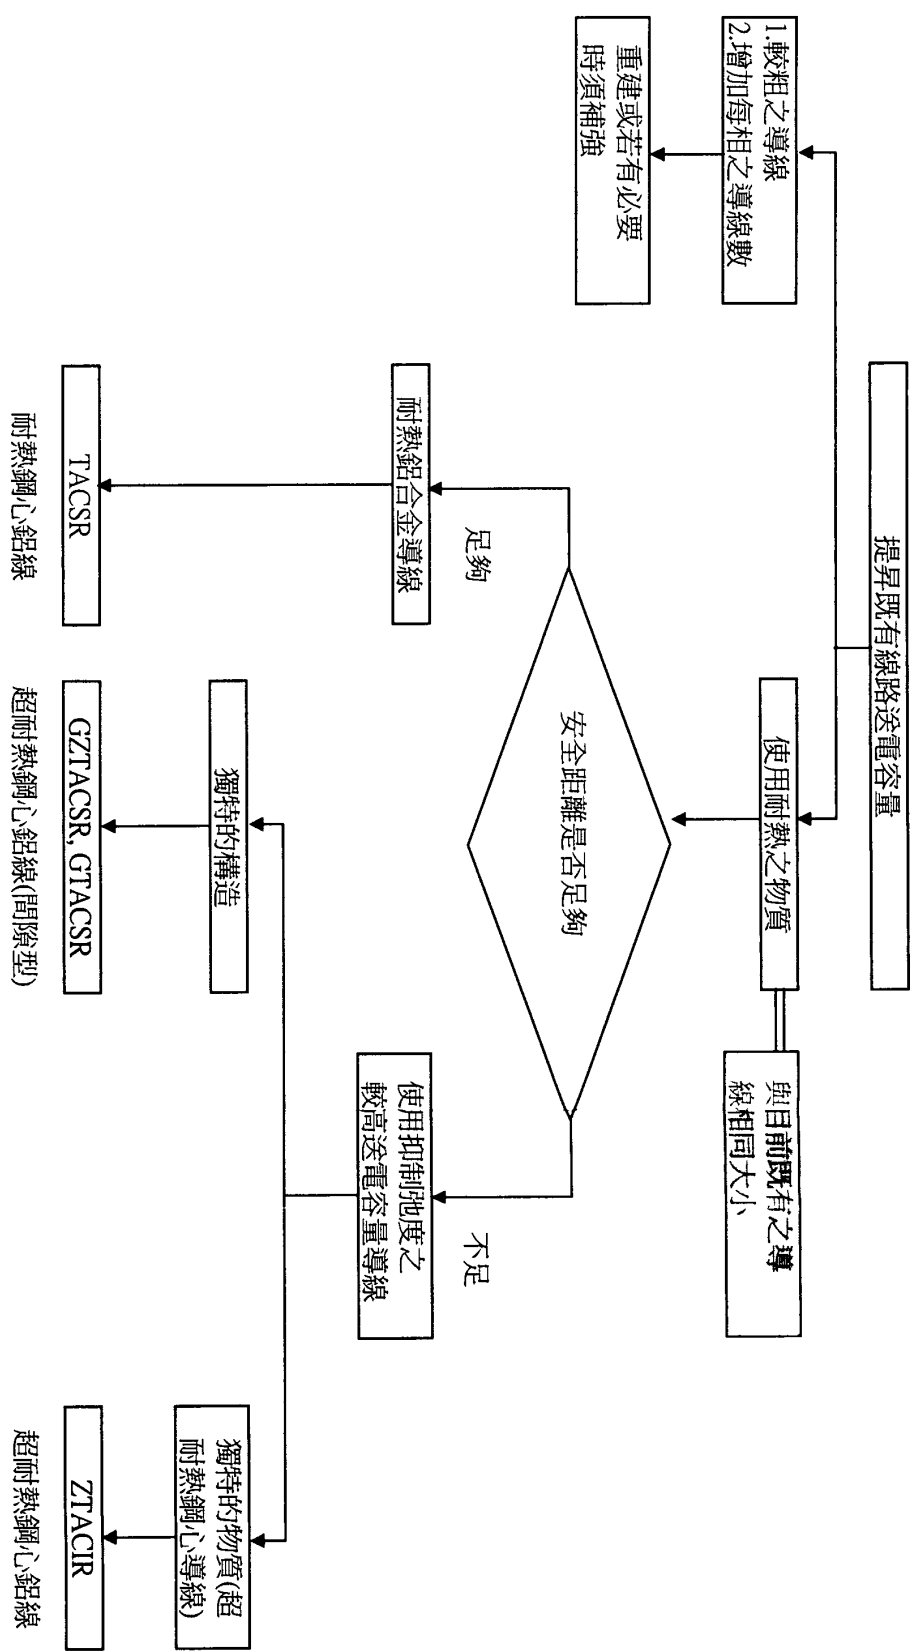 提昇既有線路送電容量
1.較粗之導線
2.增加每相之導線數
重建或若有必要
時須補強
使用耐熱之物質
與目前既有之導
線相同大小
安全距離是否足夠
足夠
不足
耐熱鋁合金導線
TACSR
耐熱鋼心鋁線
使用抑制弛度之
較高送電容量導線
獨特的構造
GZTACSR, GTACSR
超耐熱鋼心鋁線(間隙型)
獨特的物質(超
耐熱鋼心導線)
ZTACIR
超耐熱鋼心鋁線